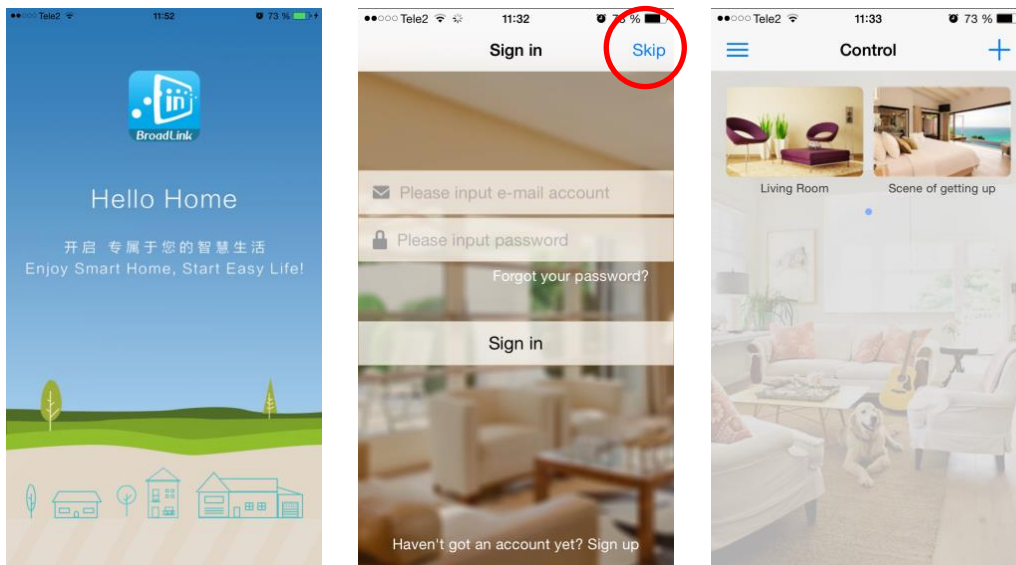 Tele2 11:52 73 %
in
BroadLink
Hello Home
开启 专属于您的智慧生活
Enjoy Smart Home, Start Easy Life!
Tele2 11:32 73 %
Sign in Skip
Please input e-mail account
Please input password
Forgot your password?
Sign in
Haven't got an account yet? Sign up
Tele2 11:33 73 %
Control
Living Room Scene of getting up